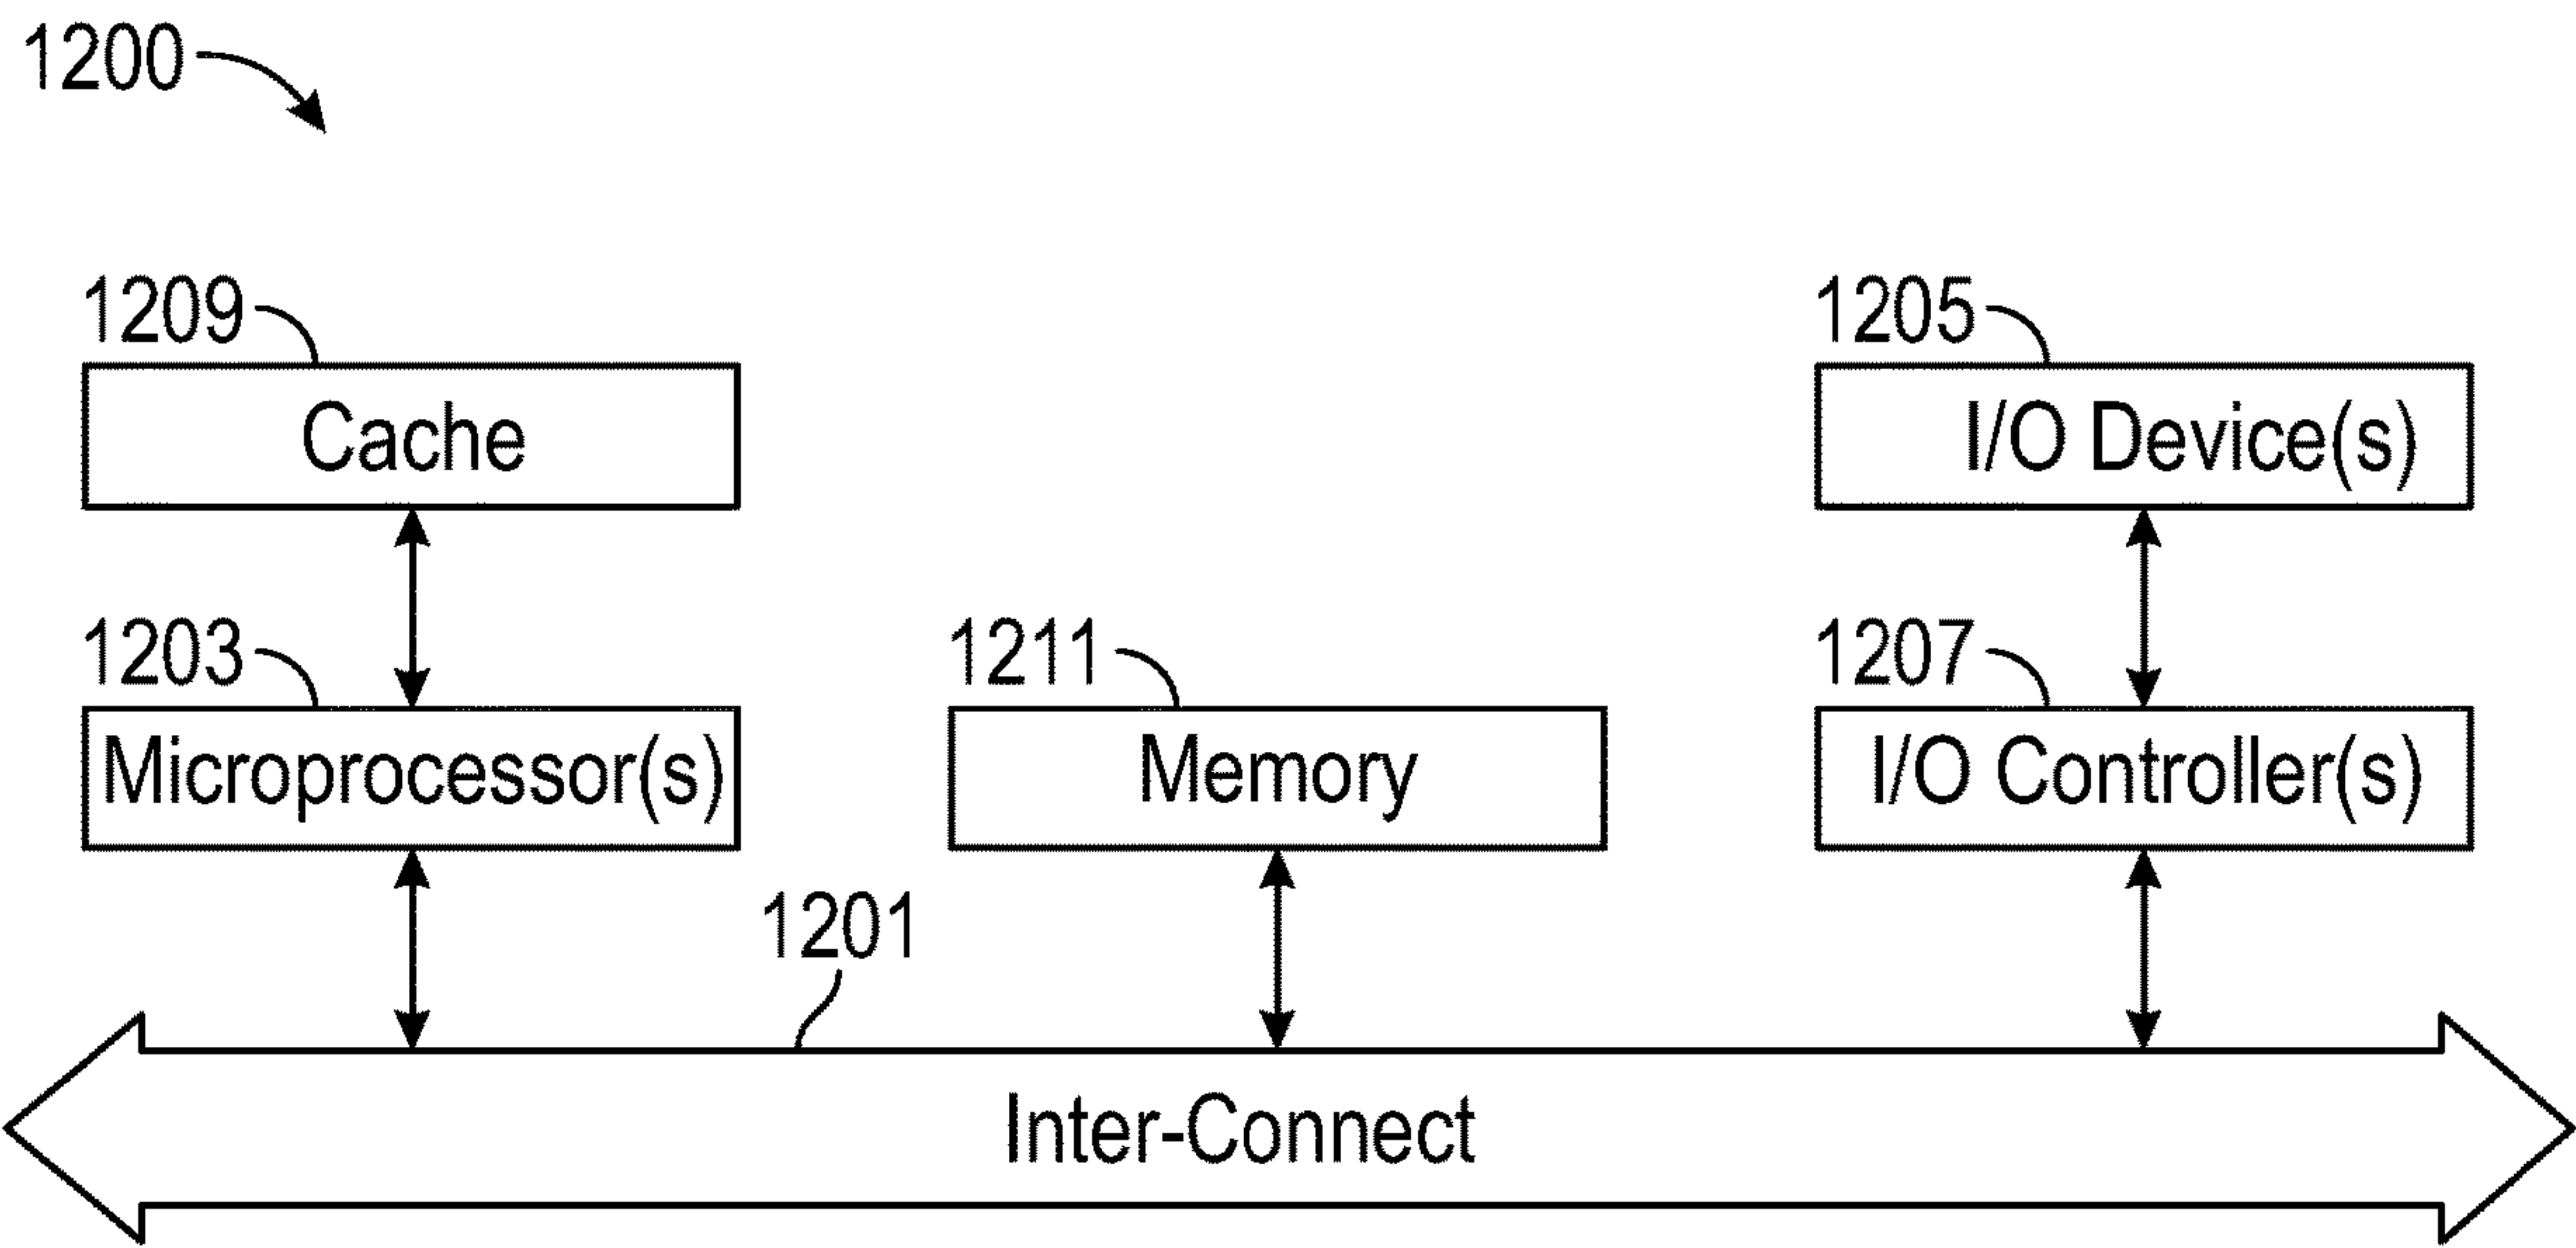 1200
1209
Cache
1205
I/O Device(s)
1203
Microprocessor(s)
1211
Memory
1207
I/O Controller(s)
1201
Inter-Connect